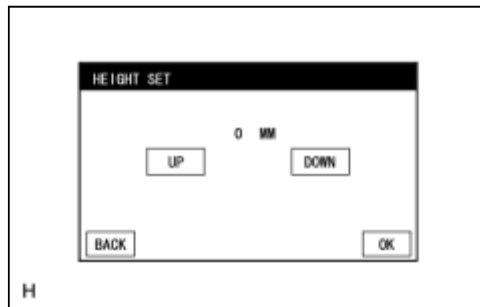 HEIGHT SET
0 MM
UP DOWN
BACK OK
H